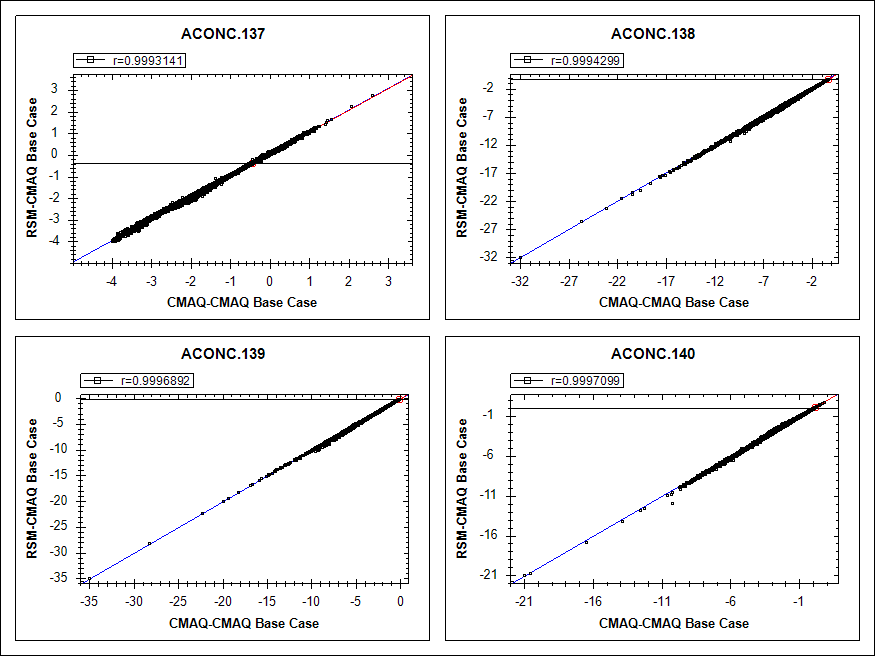 ACONC.137
r=0.9993141
3
2
1
0
-1
-2
-3
-4
RSM-CMAQ Base Case
-4 -3 -2 -1 0 1 2 3
CMAQ-CMAQ Base Case
ACONC.138
r=0.9994299
-2
-7
-12
-17
-22
-27
-32
RSM-CMAQ Base Case
-32 -27 -22 -17 -12 -7 -2
CMAQ-CMAQ Base Case
ACONC.139
r=0.9996892
0
-5
-10
-15
-20
-25
-30
-35
RSM-CMAQ Base Case
-35 -30 -25 -20 -15 -10 -5 0
CMAQ-CMAQ Base Case
ACONC.140
r=0.9997099
-1
-6
-11
-16
-21
RSM-CMAQ Base Case
-21 -16 -11 -6 -1
CMAQ-CMAQ Base Case